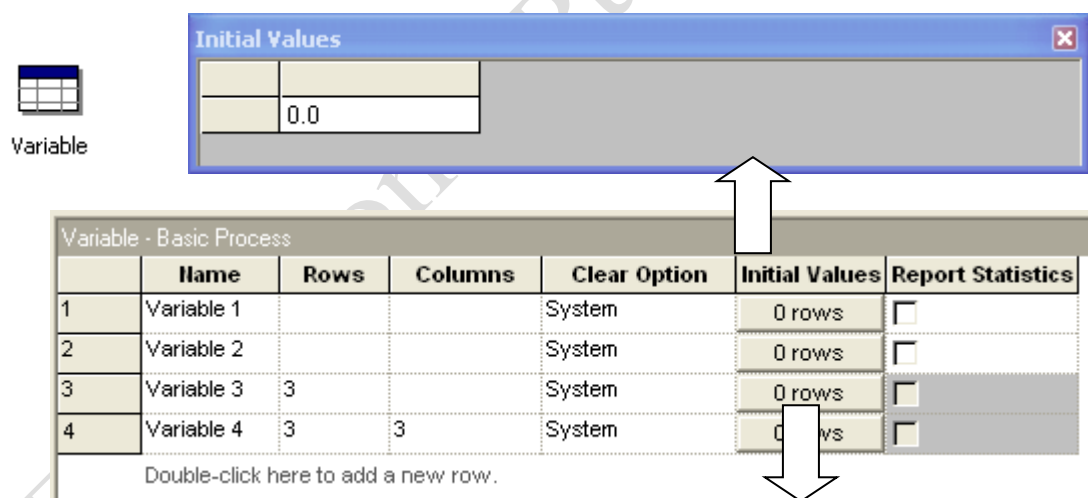 Initial Values
0.0
Variable
Variable - Basic Process
Name Rows Columns Clear Option Initial Values Report Statistics
1 Variable 1 System 0 rows
2 Variable 2 System 0 rows
3 Variable 3 3 System 0 rows
4 Variable 4 3 3 System
Double-click here to add a new row.